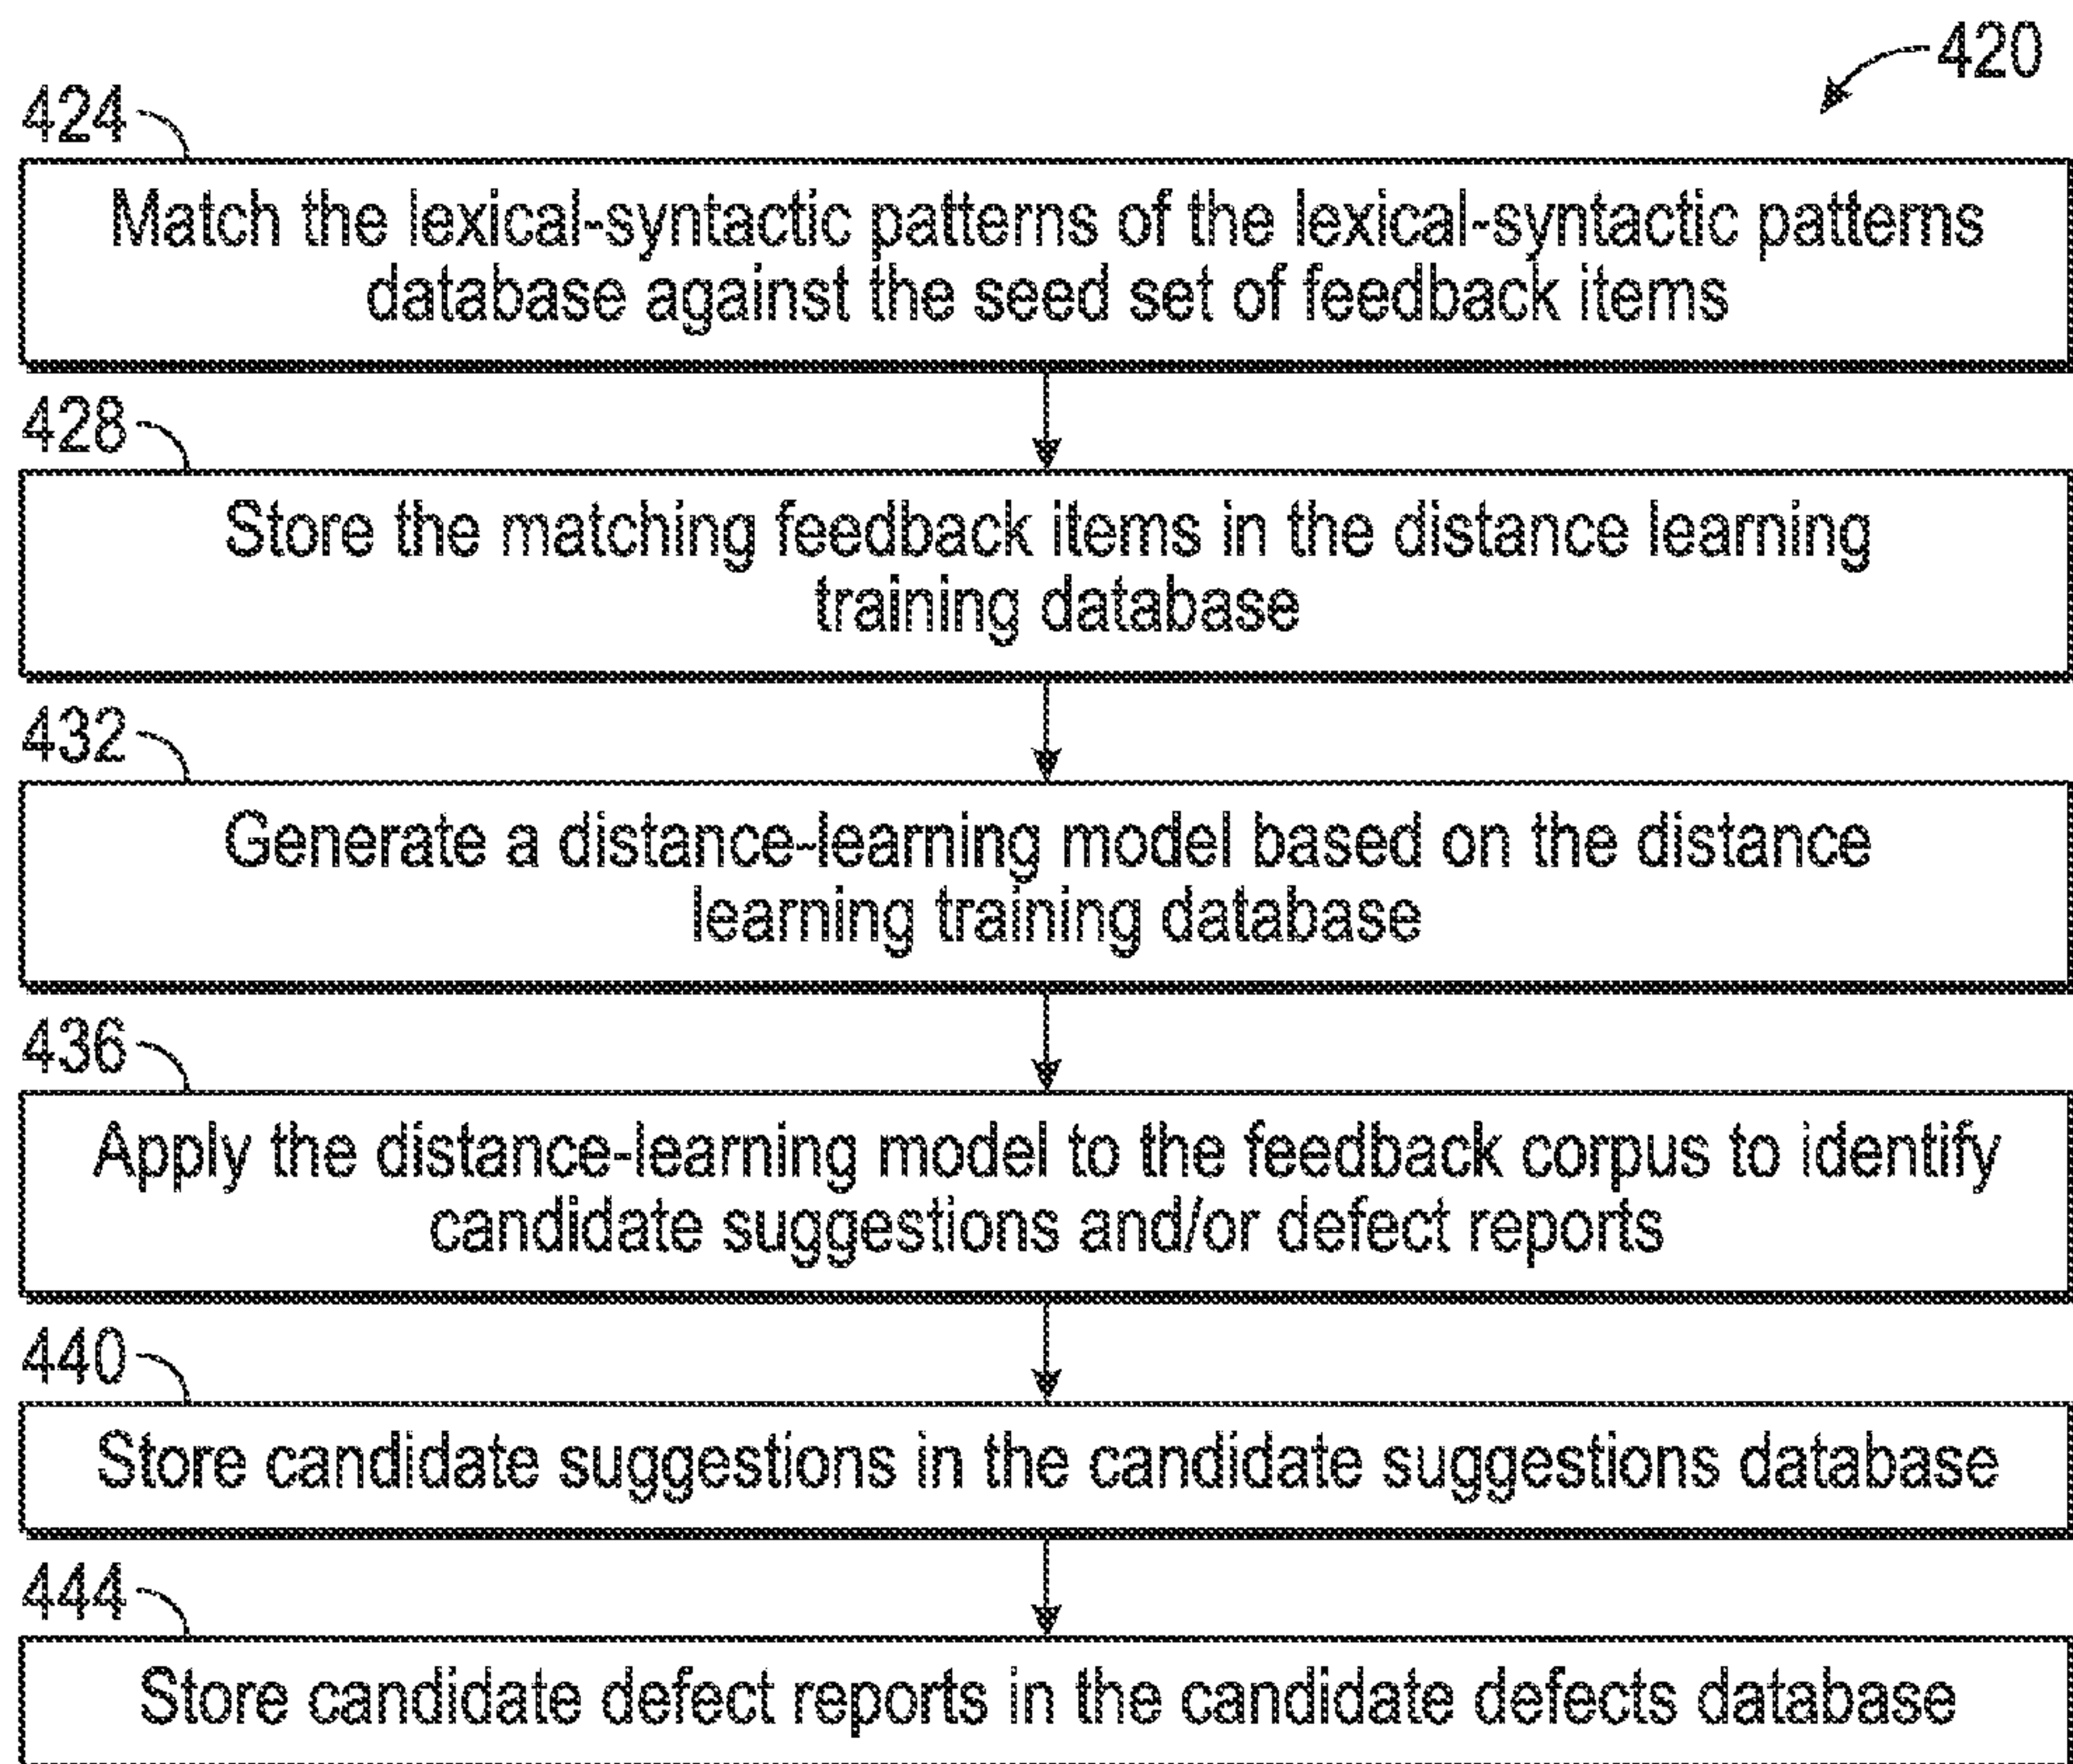 420
424
Match the lexical-syntactic patterns of the lexical-syntactic patterns
database against the seed set of feedback items
428
Store the matching feedback items in the distance learning
training database
432
Generate a distance-learning model based on the distance
learning training database
436
Apply the distance-learning model to the feedback corpus to identify
candidate suggestions and/or defect reports
440
Store candidate suggestions in the candidate suggestions database
444
Store candidate defect reports in the candidate defects database